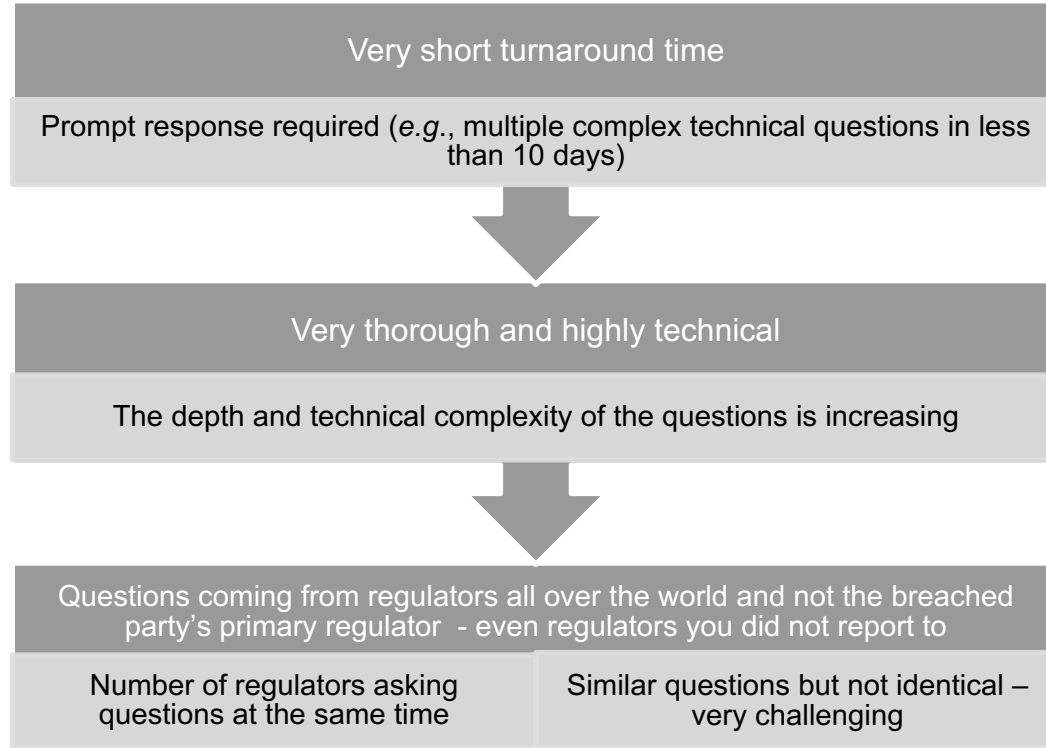 Very short turnaround time
Prompt response required (e.g., multiple complex technical questions in less
than 10 days)
Very thorough and highly technical
The depth and technical complexity of the questions is increasing
Questions coming from regulators all over the world and not the breached
party's primary regulator  - even regulators you did not report to
Number of regulators asking
questions at the same time
Similar questions but not identical –
very challenging